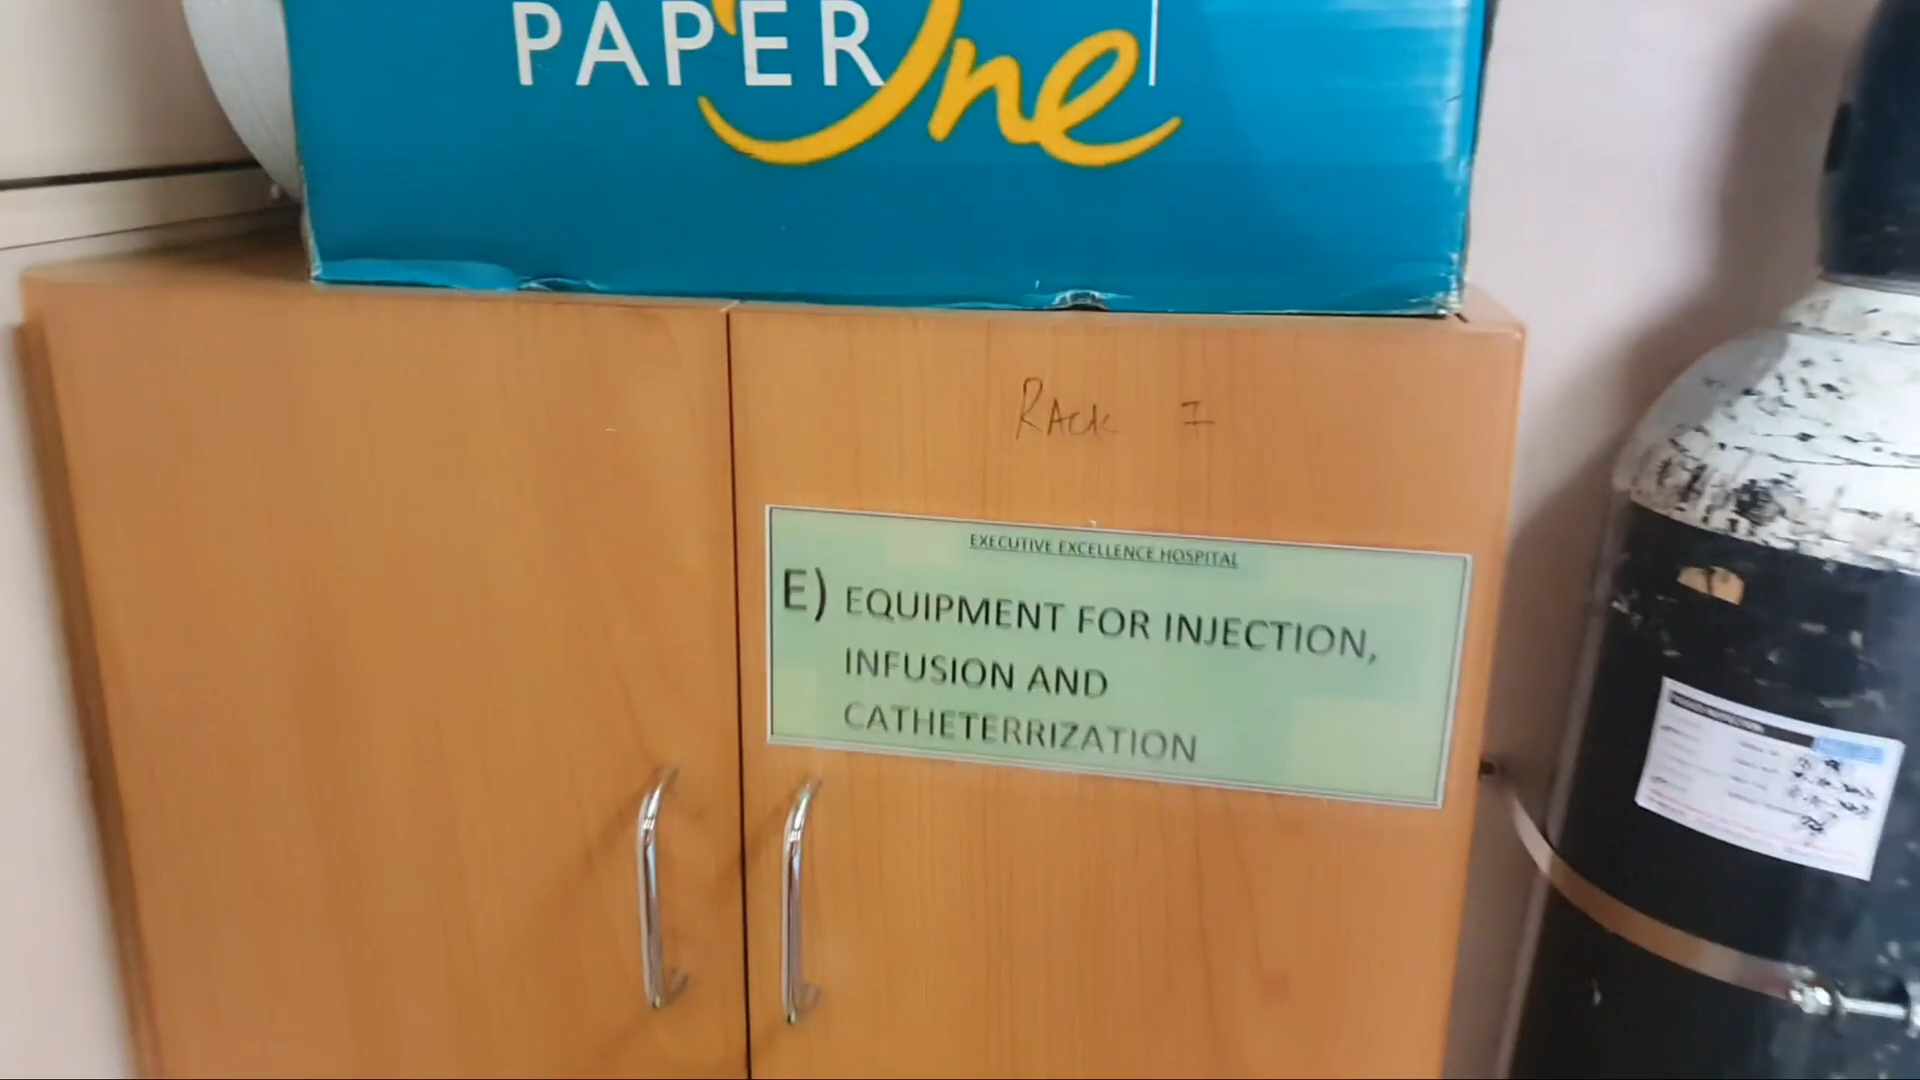 PAPER One
RAck I
EXECUTIVE EXCELLENCE HOSPITAL
E) EQUIPMENT FOR INJECTION,
INFUSION AND
CATHETERRIZATION